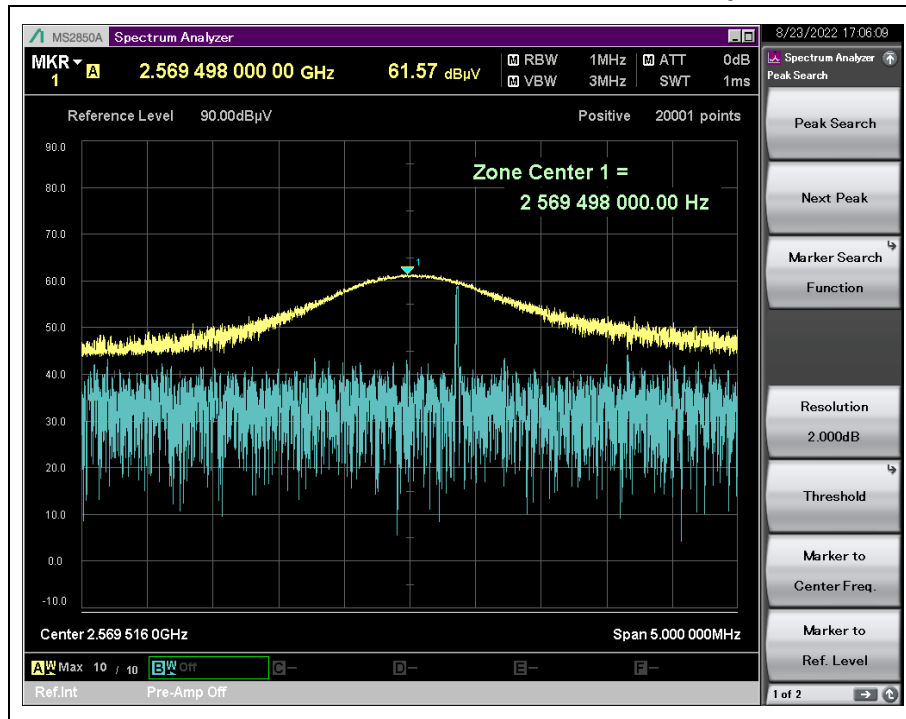 MS2850A Spectrum Analyzer
8/23/2022 17:06:09
MKR 1 A 2.569 498 000 00 GHz 61.57 dBµV
M RBW 1MHz M ATT 0dB
M VBW 3MHz SWT 1ms
Spectrum Analyzer
Peak Search
Reference Level 90.00dBµV Positive 20001 points
90.0
80.0
70.0
60.0
50.0
40.0
30.0
20.0
10.0
0.0
-10.0
Zone Center 1 =
2 569 498 000.00 Hz
1
Center 2.569 516 0GHz Span 5.000 000MHz
A W Max 10 / 10 B W Off C - D - E - F -
Ref.Int Pre-Amp Off
Peak Search
Next Peak
Marker Search
Function
Resolution
2.000dB
Threshold
Marker to
Center Freq.
Marker to
Ref. Level
1 of 2